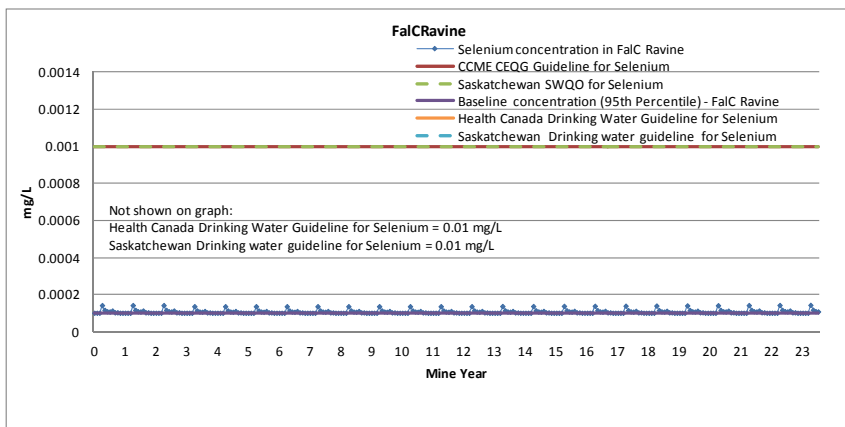 FalCRavine
Selenium concentration in FalC Ravine
CCME CEQG Guideline for Selenium
Saskatchewan SWQO for Selenium
Baseline concentration (95th Percentile) - FalC Ravine
Health Canada Drinking Water Guideline for Selenium
Saskatchewan Drinking water guideline for Selenium
0.0014
0.0012
0.001
0.0008
0.0006
0.0004
0.0002
0
mg/L
Not shown on graph:
Health Canada Drinking Water Guideline for Selenium = 0.01 mg/L
Saskatchewan Drinking water guideline for Selenium = 0.01 mg/L
0 1 2 3 4 5 6 7 8 9 10 11 12 13 14 15 16 17 18 19 20 21 22 23
Mine Year